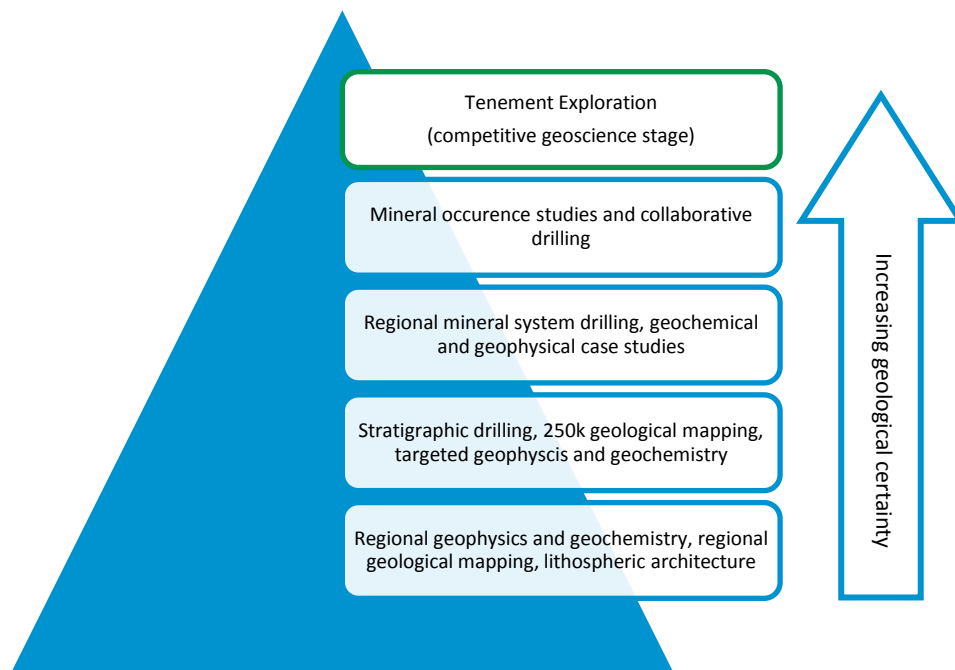 Tenement Exploration
(competitive geoscience stage)
Mineral occurence studies and collaborative
drilling
Regional mineral system drilling, geochemical
and geophysical case studies
Stratigraphic drilling, 250k geological mapping,
targeted geophyscis and geochemistry
Regional geophysics and geochemistry, regional
geological mapping, lithospheric architecture
Increasing geological certainty